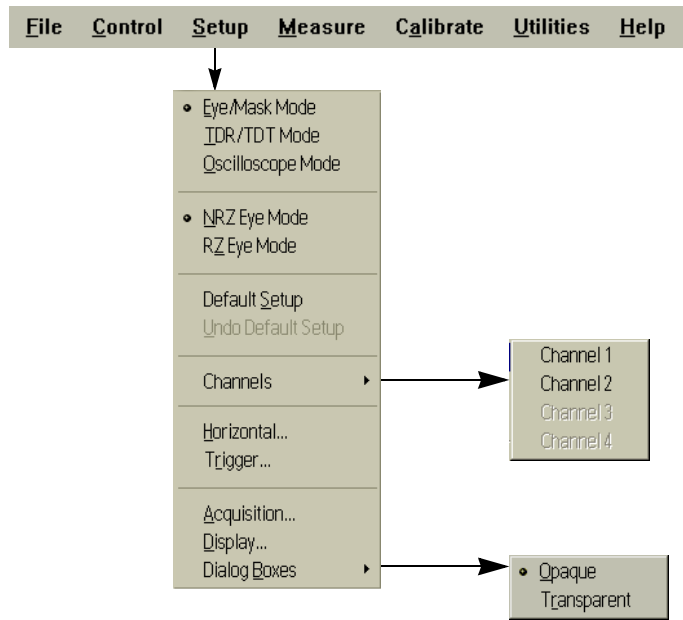 File Control Setup Measure Calibrate Utilities Help
Eye/Mask Mode
TDR/TDT Mode
Oscilloscope Mode
NRZ Eye Mode
RZ Eye Mode
Default Setup
Undo Default Setup
Channels
Channel 1
Channel 2
Channel 3
Channel 4
Horizontal...
Trigger...
Acquisition...
Display...
Dialog Boxes
Opaque
Transparent